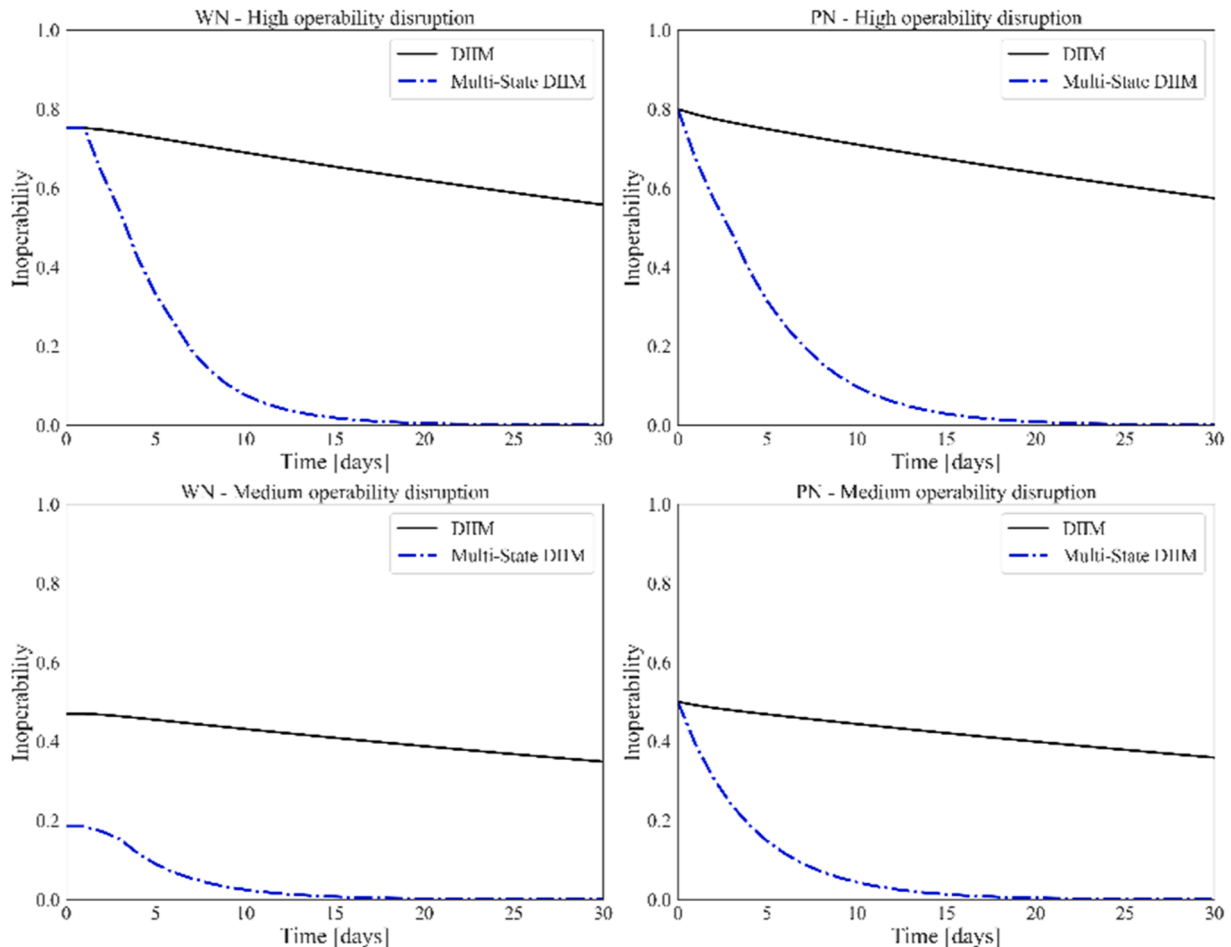 WN - High operability disruption
1.0
0.8
0.6
0.4
0.2
0.0
Inoperability
DIIM
Multi-State DIIM
0 5 10 15 20 25 30
Time [days]
PN - High operability disruption
1.0
0.8
0.6
0.4
0.2
0.0
Inoperability
DIIM
Multi-State DIIM
0 5 10 15 20 25 30
Time [days]
WN - Medium operability disruption
1.0
0.8
0.6
0.4
0.2
0.0
Inoperability
DIIM
Multi-State DIIM
0 5 10 15 20 25 30
Time [days]
PN - Medium operability disruption
1.0
0.8
0.6
0.4
0.2
0.0
Inoperability
DIIM
Multi-State DIIM
0 5 10 15 20 25 30
Time [days]